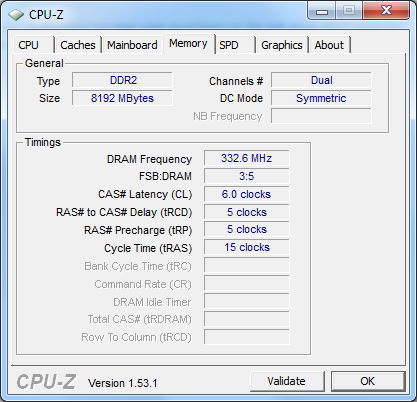 CPU-Z
CPU Caches Mainboard Memory SPD Graphics About
General
Type DDR2 Channels # Dual
Size 8192 MBytes DC Mode Symmetric
NB Frequency
Timings
DRAM Frequency 332.6 MHz
FSB:DRAM 3:5
CAS# Latency (CL) 6.0 clocks
RAS# to CAS# Delay (tRCD) 5 clocks
RAS# Precharge (tRP) 5 clocks
Cycle Time (tRAS) 15 clocks
Bank Cycle Time (tRC)
Command Rate (CR)
DRAM Idle Timer
Total CAS# (tRDRAM)
Row To Column (tRCD)
CPU-Z Version 1.53.1 Validate OK